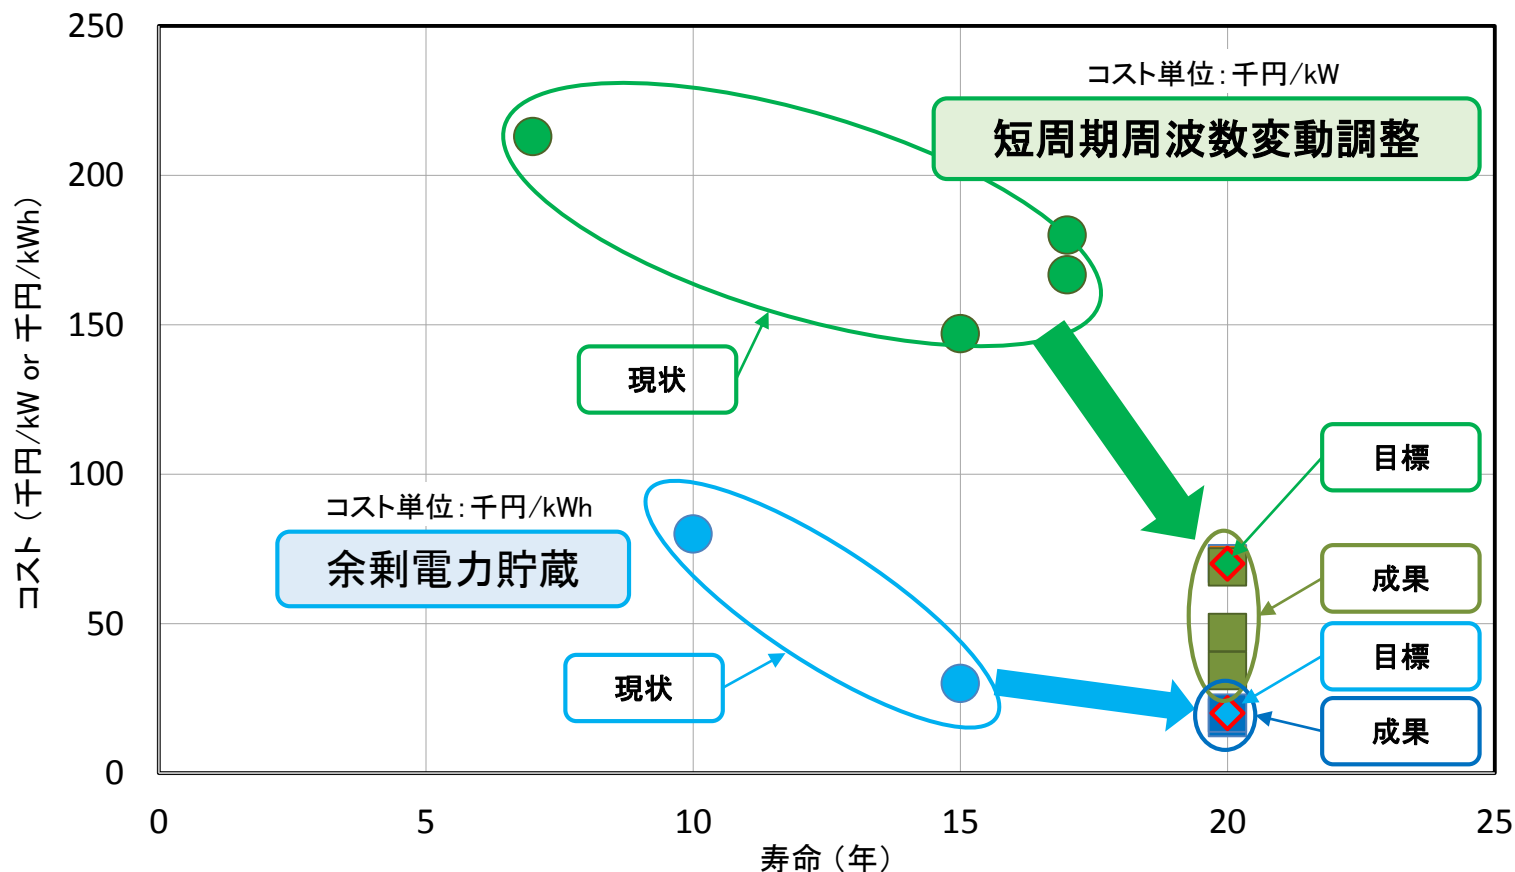 250
200
150
100
50
0
コスト（千円/kW or 千円/kWh）
コスト単位：千円/kW
短周期周波数変動調整
現状
目標
コスト単位：千円/kWh
余剰電力貯蔵
成果
目標
現状
成果
0
5
10
15
20
25
寿命（年）